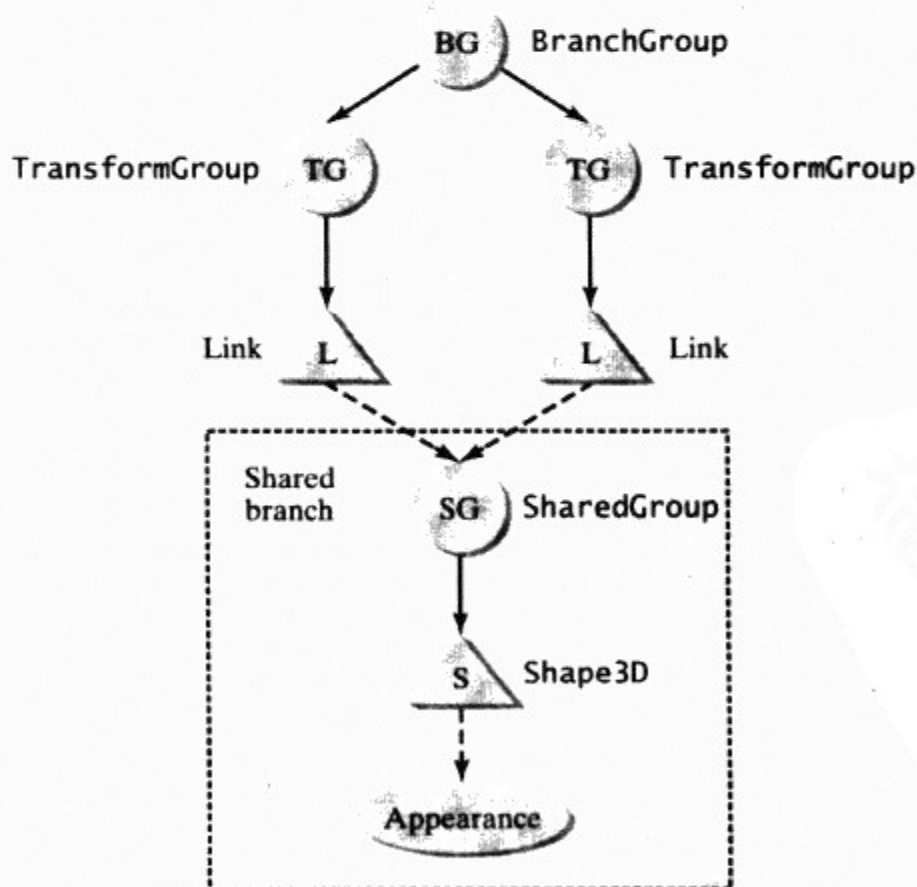 BG BranchGroup
TransformGroup TG TG TransformGroup
Link L L Link
Shared
branch
SG SharedGroup
S Shape3D
Appearance